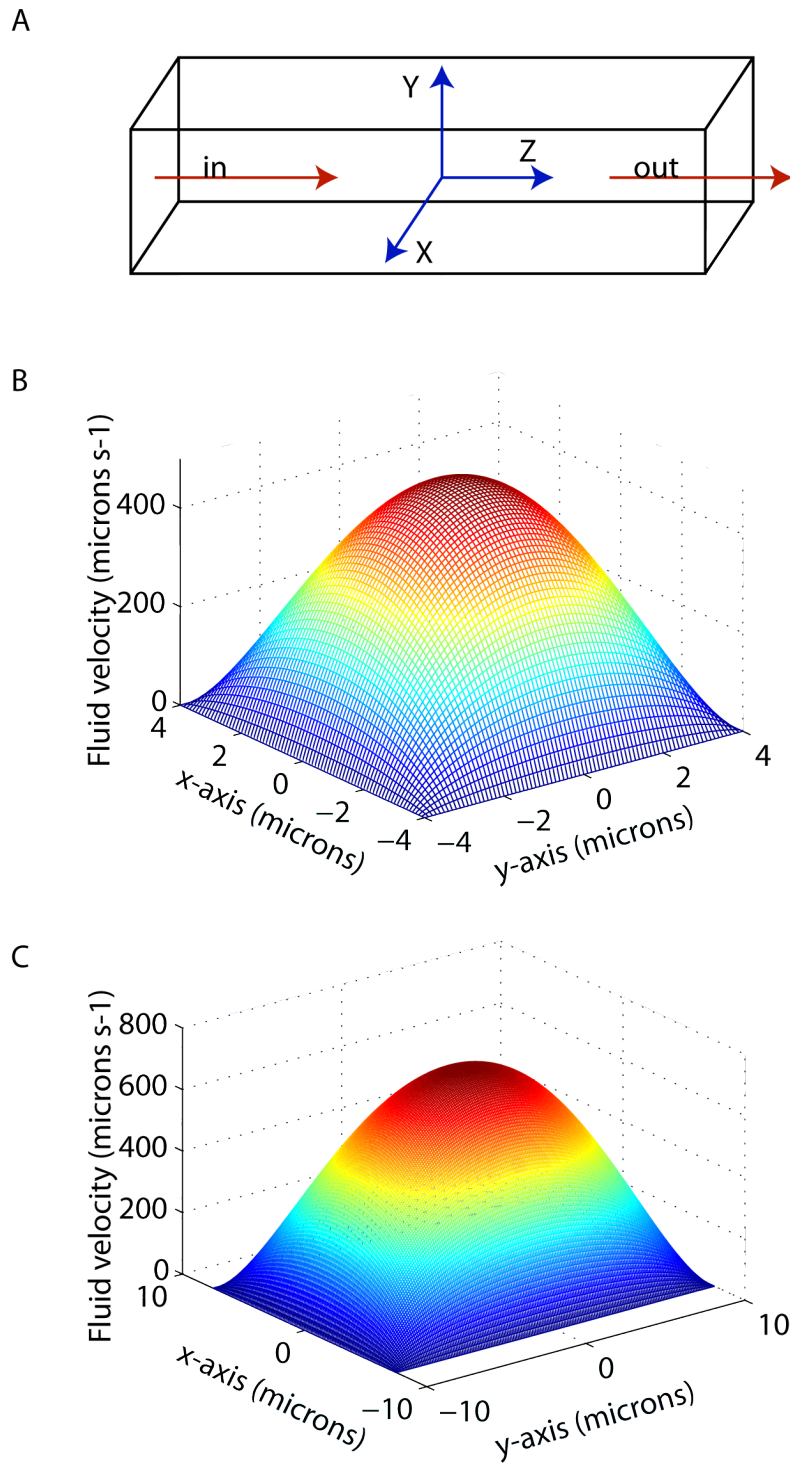 A
Y
Z
in
out
X
B
Fluid velocity (microns s-1)
400
200
0
4
2
0
−2
−4
x-axis (microns)
−4
−2
0
2
4
y-axis (microns)
C
Fluid velocity (microns s-1)
800
600
400
200
0
10
0
−10
x-axis (microns)
−10
0
10
y-axis (microns)